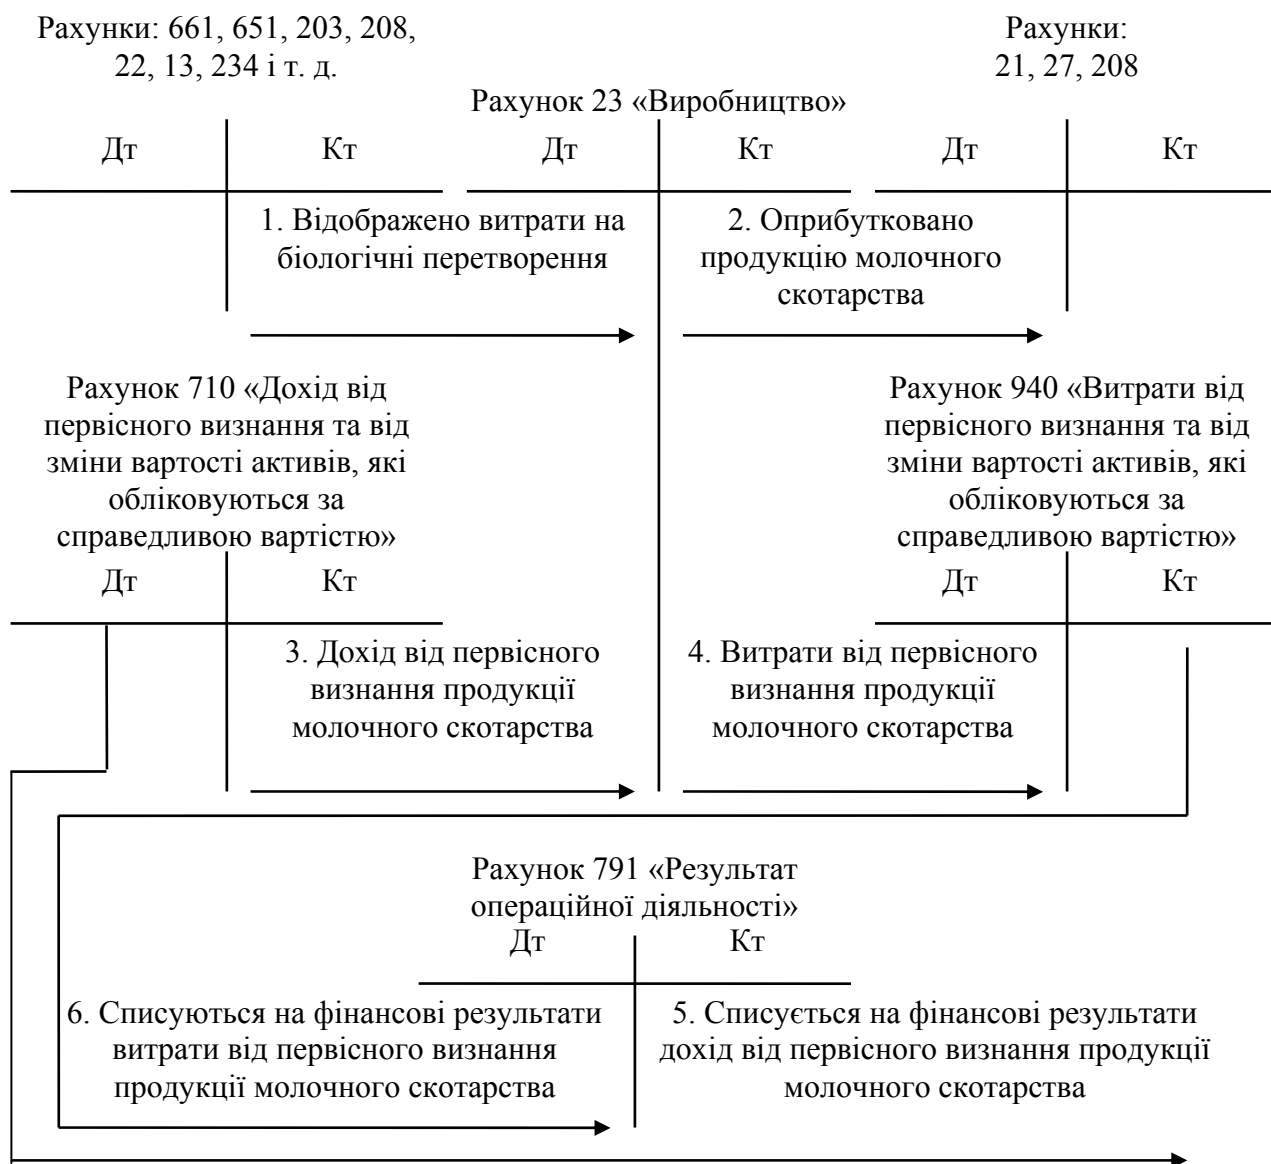 Рахунки: 661, 651, 203, 208,
22, 13, 234 і т. д.
Рахунки:
21, 27, 208
Рахунок 23 «Виробництво»
Дт Кт Дт Кт Дт Кт
1. Відображено витрати на
біологічні перетворення
2. Оприбутковано
продукцію молочного
скотарства
Рахунок 710 «Дохід від
первісного визнання та від
зміни вартості активів, які
обліковуються за
справедливою вартістю»
Рахунок 940 «Витрати від
первісного визнання та від
зміни вартості активів, які
обліковуються за
справедливою вартістю»
Дт Кт Дт Кт
3. Дохід від первісного
визнання продукції
молочного скотарства
4. Витрати від первісного
визнання продукції
молочного скотарства
Рахунок 791 «Результат
операційної діяльності»
Дт Кт
6. Списуються на фінансові результати
витрати від первісного визнання
продукції молочного скотарства
5. Списується на фінансові результати
дохід від первісного визнання продукції
молочного скотарства